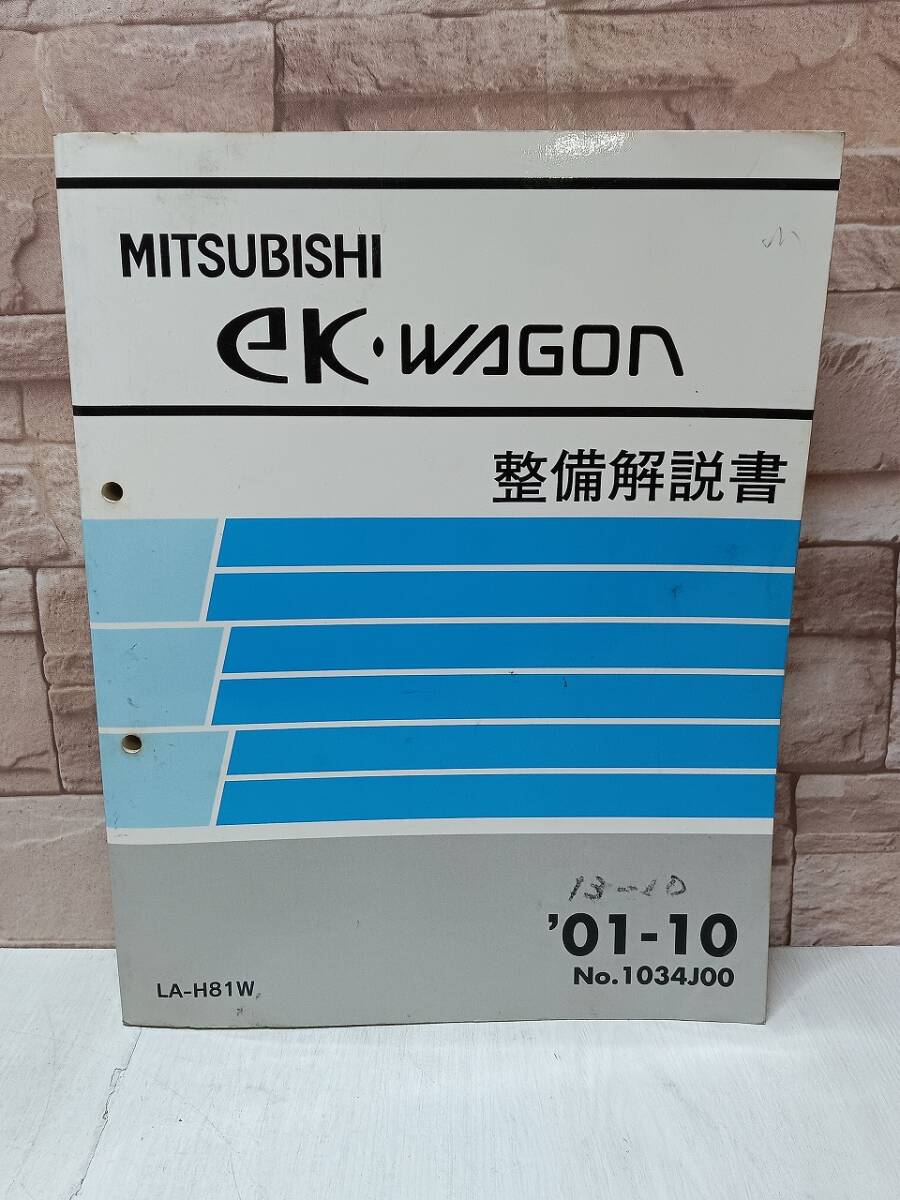 MITSUBISHI
eK·WAGON
整備解説書
13-10
'01-10
No.1034J00
LA-H81W